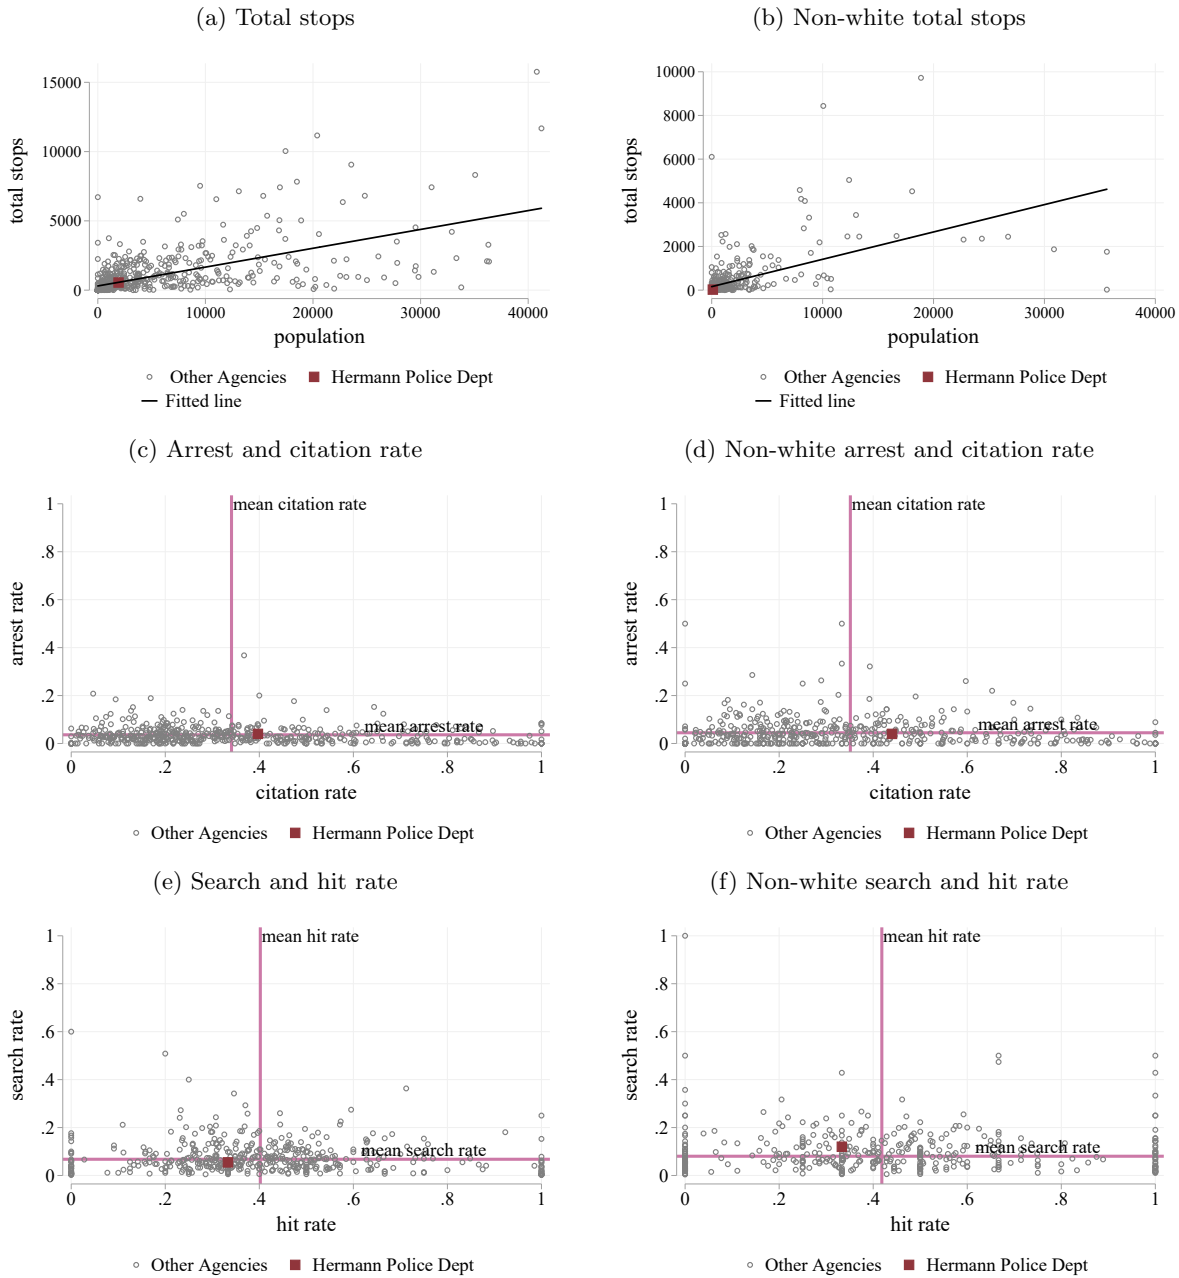 (a) Total stops
15000
10000
5000
0
total stops
0 10000 20000 30000 40000
population
Other Agencies Hermann Police Dept
Fitted line
(b) Non-white total stops
10000
8000
6000
4000
2000
0
total stops
0 10000 20000 30000 40000
population
Other Agencies Hermann Police Dept
Fitted line
(c) Arrest and citation rate
mean citation rate
1
.8
.6
.4
.2
0
arrest rate
mean arrest rate
0 .2 .4 .6 .8 1
citation rate
Other Agencies Hermann Police Dept
(d) Non-white arrest and citation rate
mean citation rate
1
.8
.6
.4
.2
0
arrest rate
mean arrest rate
0 .2 .4 .6 .8 1
citation rate
Other Agencies Hermann Police Dept
(e) Search and hit rate
mean hit rate
1
.8
.6
.4
.2
0
search rate
mean search rate
0 .2 .4 .6 .8 1
hit rate
Other Agencies Hermann Police Dept
(f) Non-white search and hit rate
mean hit rate
1
.8
.6
.4
.2
0
search rate
mean search rate
0 .2 .4 .6 .8 1
hit rate
Other Agencies Hermann Police Dept